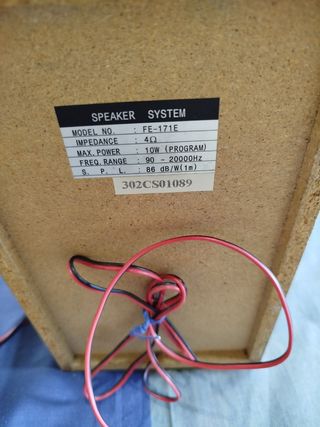 SPEAKER SYSTEM
MODEL NO. : FE-171E
IMPEDANCE : 4Ω
MAX. POWER : 10W (PROGRAM)
FREQ. RANGE : 90 - 20000Hz
S. P. L. : 86 dB/W(1m)
302CS01089